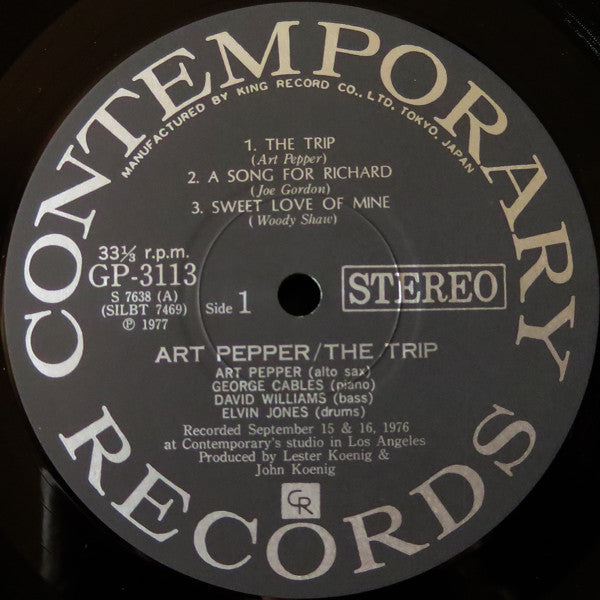 CONTEMPORARY
MANUFACTURED BY KING RECORD CO., LTD. TOKYO, JAPAN
1. THE TRIP
(Art Pepper)
2. A SONG FOR RICHARD
(Joe Gordon)
3. SWEET LOVE OF MINE
(Woody Shaw)
33⅓ r.p.m.
GP-3113
S 7638 (A)
(SILBT 7469)
℗ 1977
Side 1
STEREO
ART PEPPER/THE TRIP
ART PEPPER (alto sax)
GEORGE CABLES (piano)
DAVID WILLIAMS (bass)
ELVIN JONES (drums)
Recorded September 15 & 16, 1976
at Contemporary's studio in Los Angeles
Produced by Lester Koenig &
John Koenig
CR
RECORDS